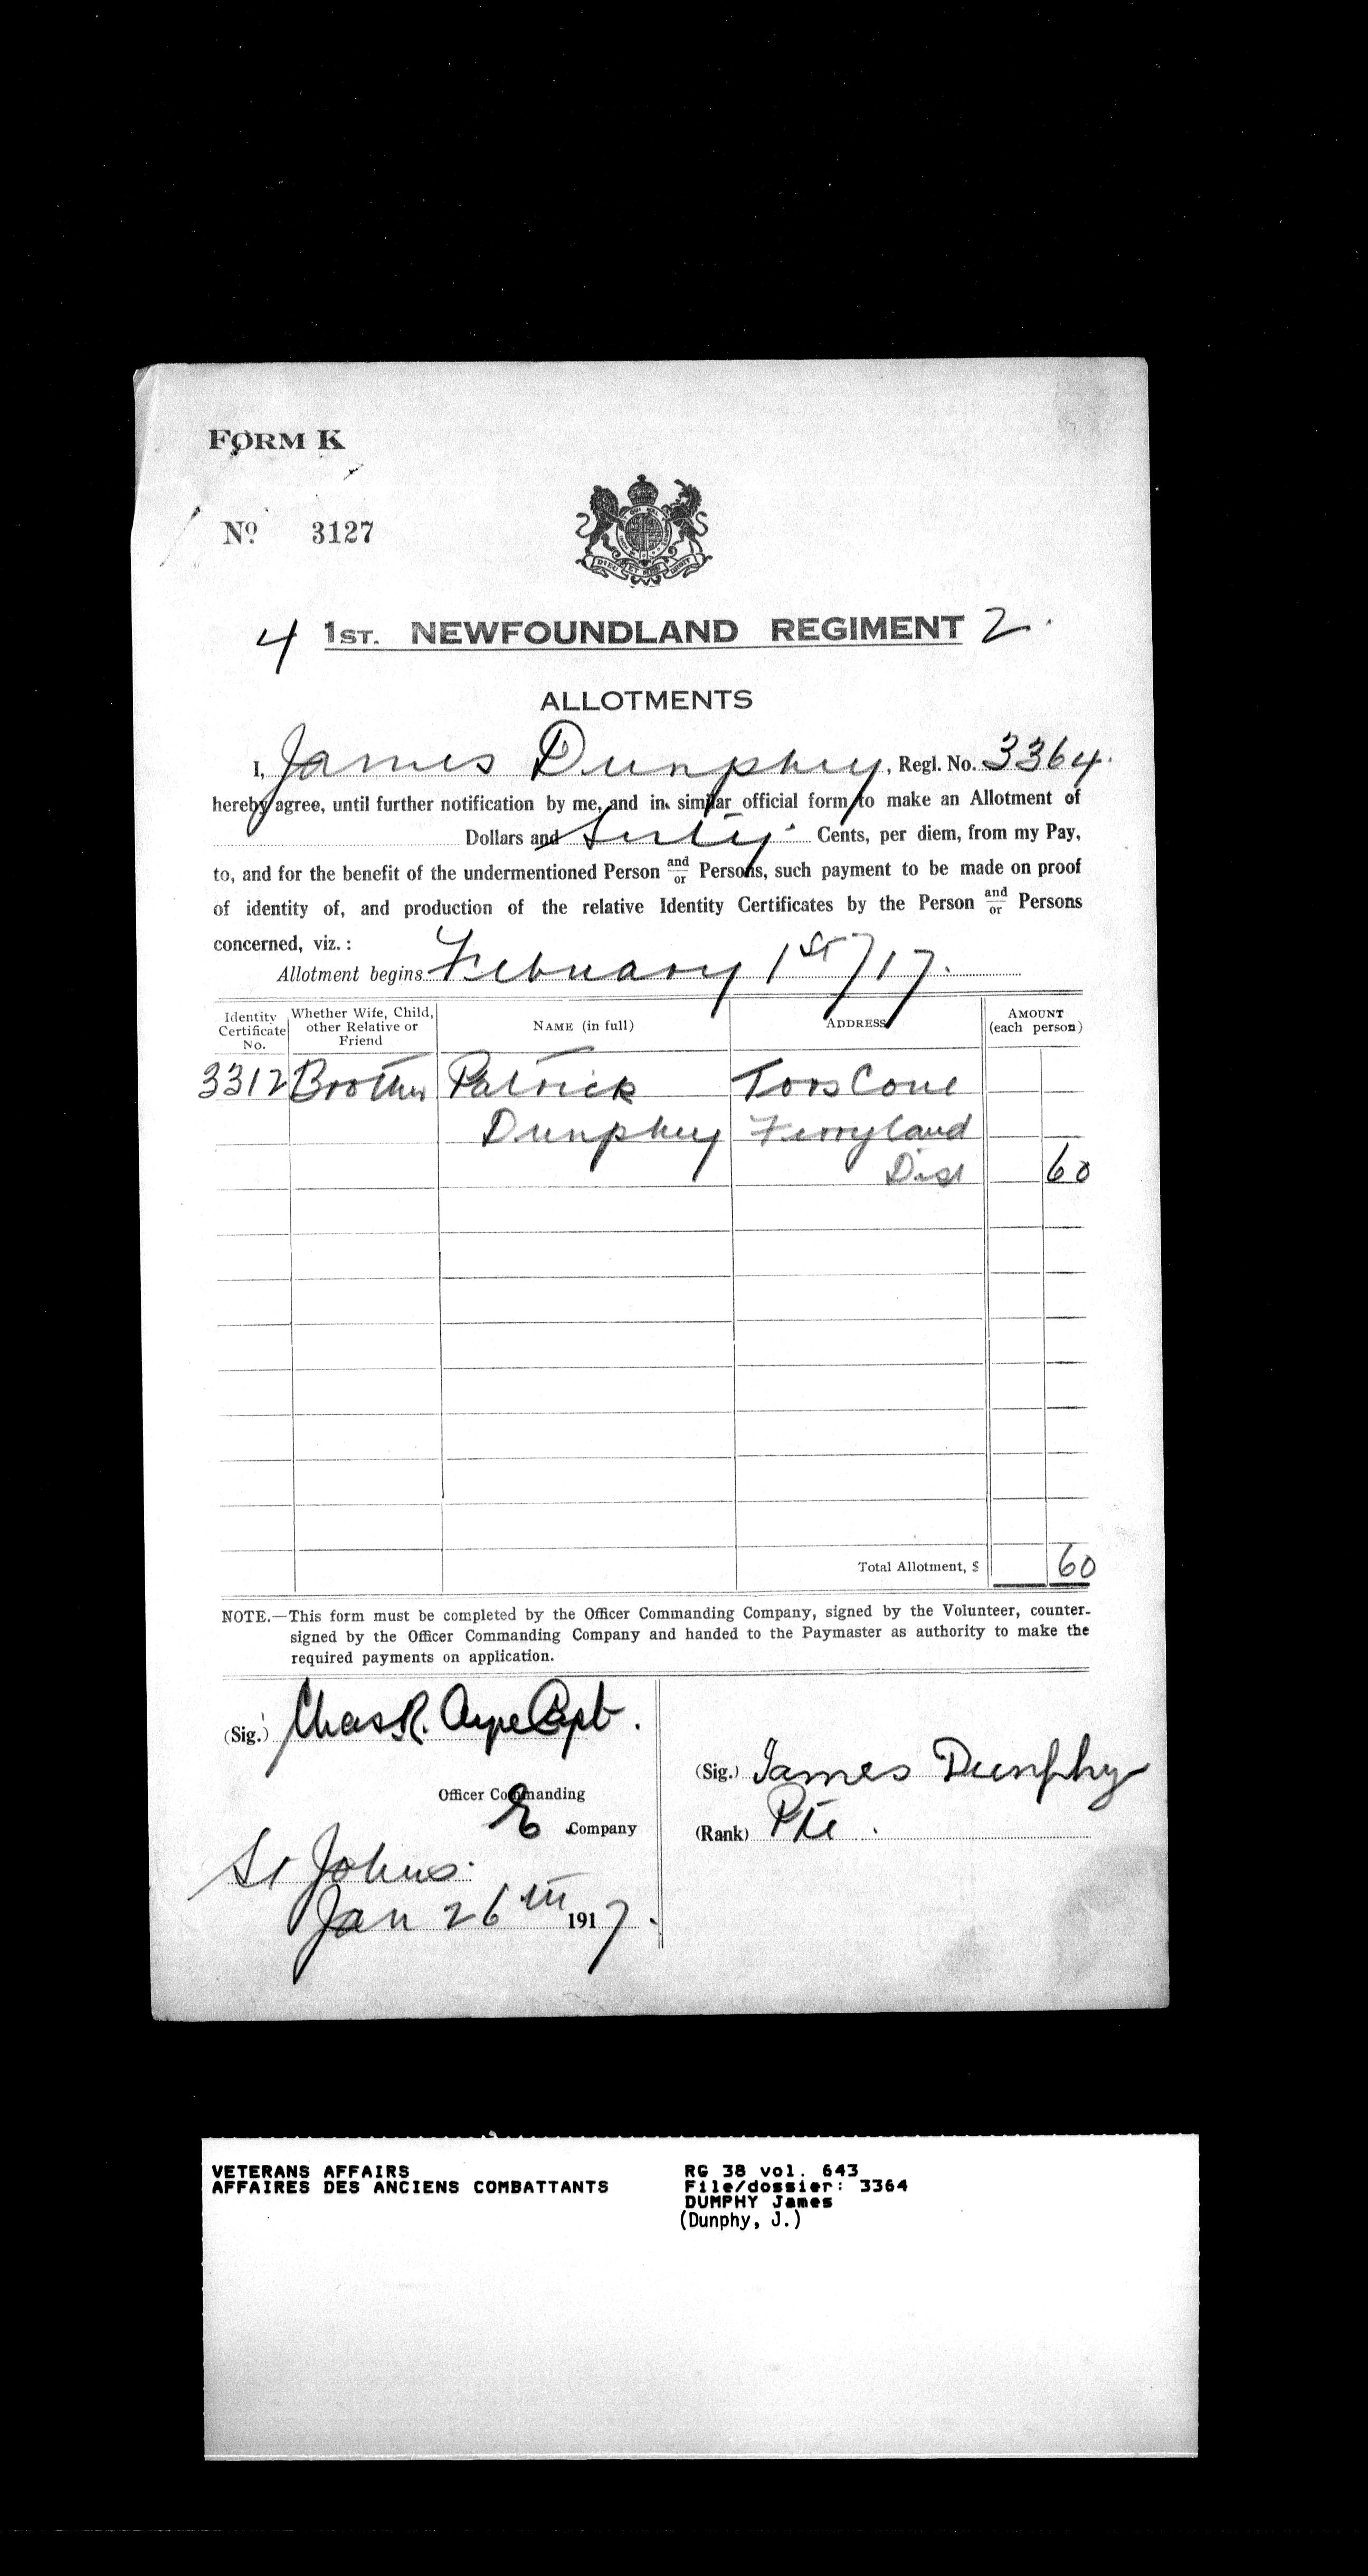 FORM K
No. 3127
DIEU ET MON DROIT
4 1ST. NEWFOUNDLAND REGIMENT 2.
ALLOTMENTS
I, James Dunphy, Regl. No. 3364.
hereby agree, until further notification by me, and in similar official form to make an Allotment of
Dollars and Sixty Cents, per diem, from my Pay,
to, and for the benefit of the undermentioned Person and/or Persons, such payment to be made on proof
of identity of, and production of the relative Identity Certificates by the Person and/or Persons
concerned, viz. :
Allotment begins February 1st/17.
Identity Certificate No. Whether Wife, Child, other Relative or Friend NAME (in full) ADDRESS AMOUNT (each person)
3312 Brother Patrick Tors Cove
Dunphy Ferryland
Dist 60
Total Allotment, $ 60
NOTE.—This form must be completed by the Officer Commanding Company, signed by the Volunteer, counter-
signed by the Officer Commanding Company and handed to the Paymaster as authority to make the
required payments on application.
(Sig.) Chas R. Ayre Capt.
Officer Commanding
E Company
St Johns.
Jan 26th 1917.
(Sig.) James Dunphy
(Rank) Pte.
VETERANS AFFAIRS
AFFAIRES DES ANCIENS COMBATTANTS
RG 38 vol. 643
File/dossier: 3364
DUMPHY James
(Dunphy, J.)